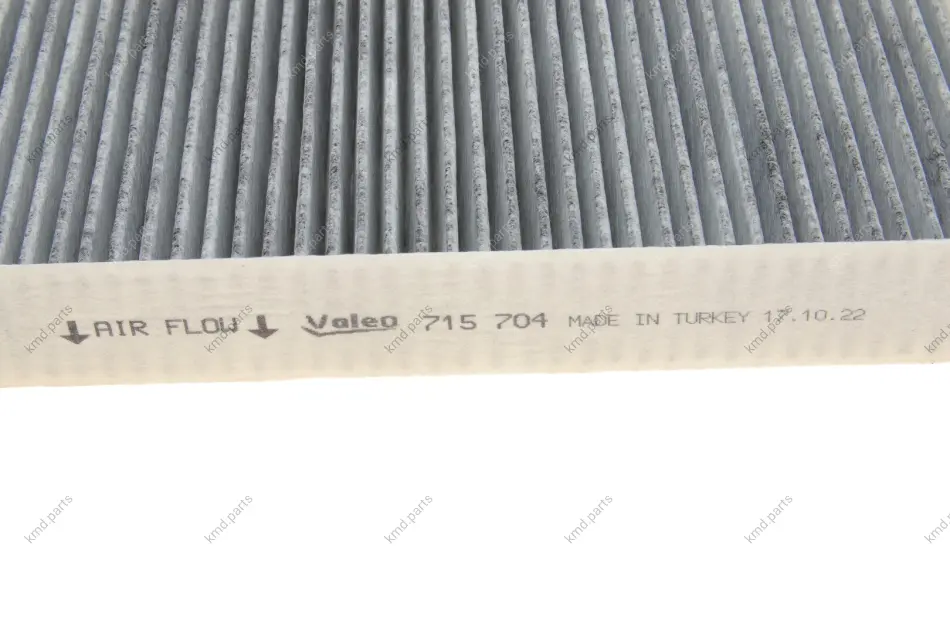 ↓AIR FLOW↓ Valeo 715 704 MADE IN TURKEY 17.10.22
kmd.parts